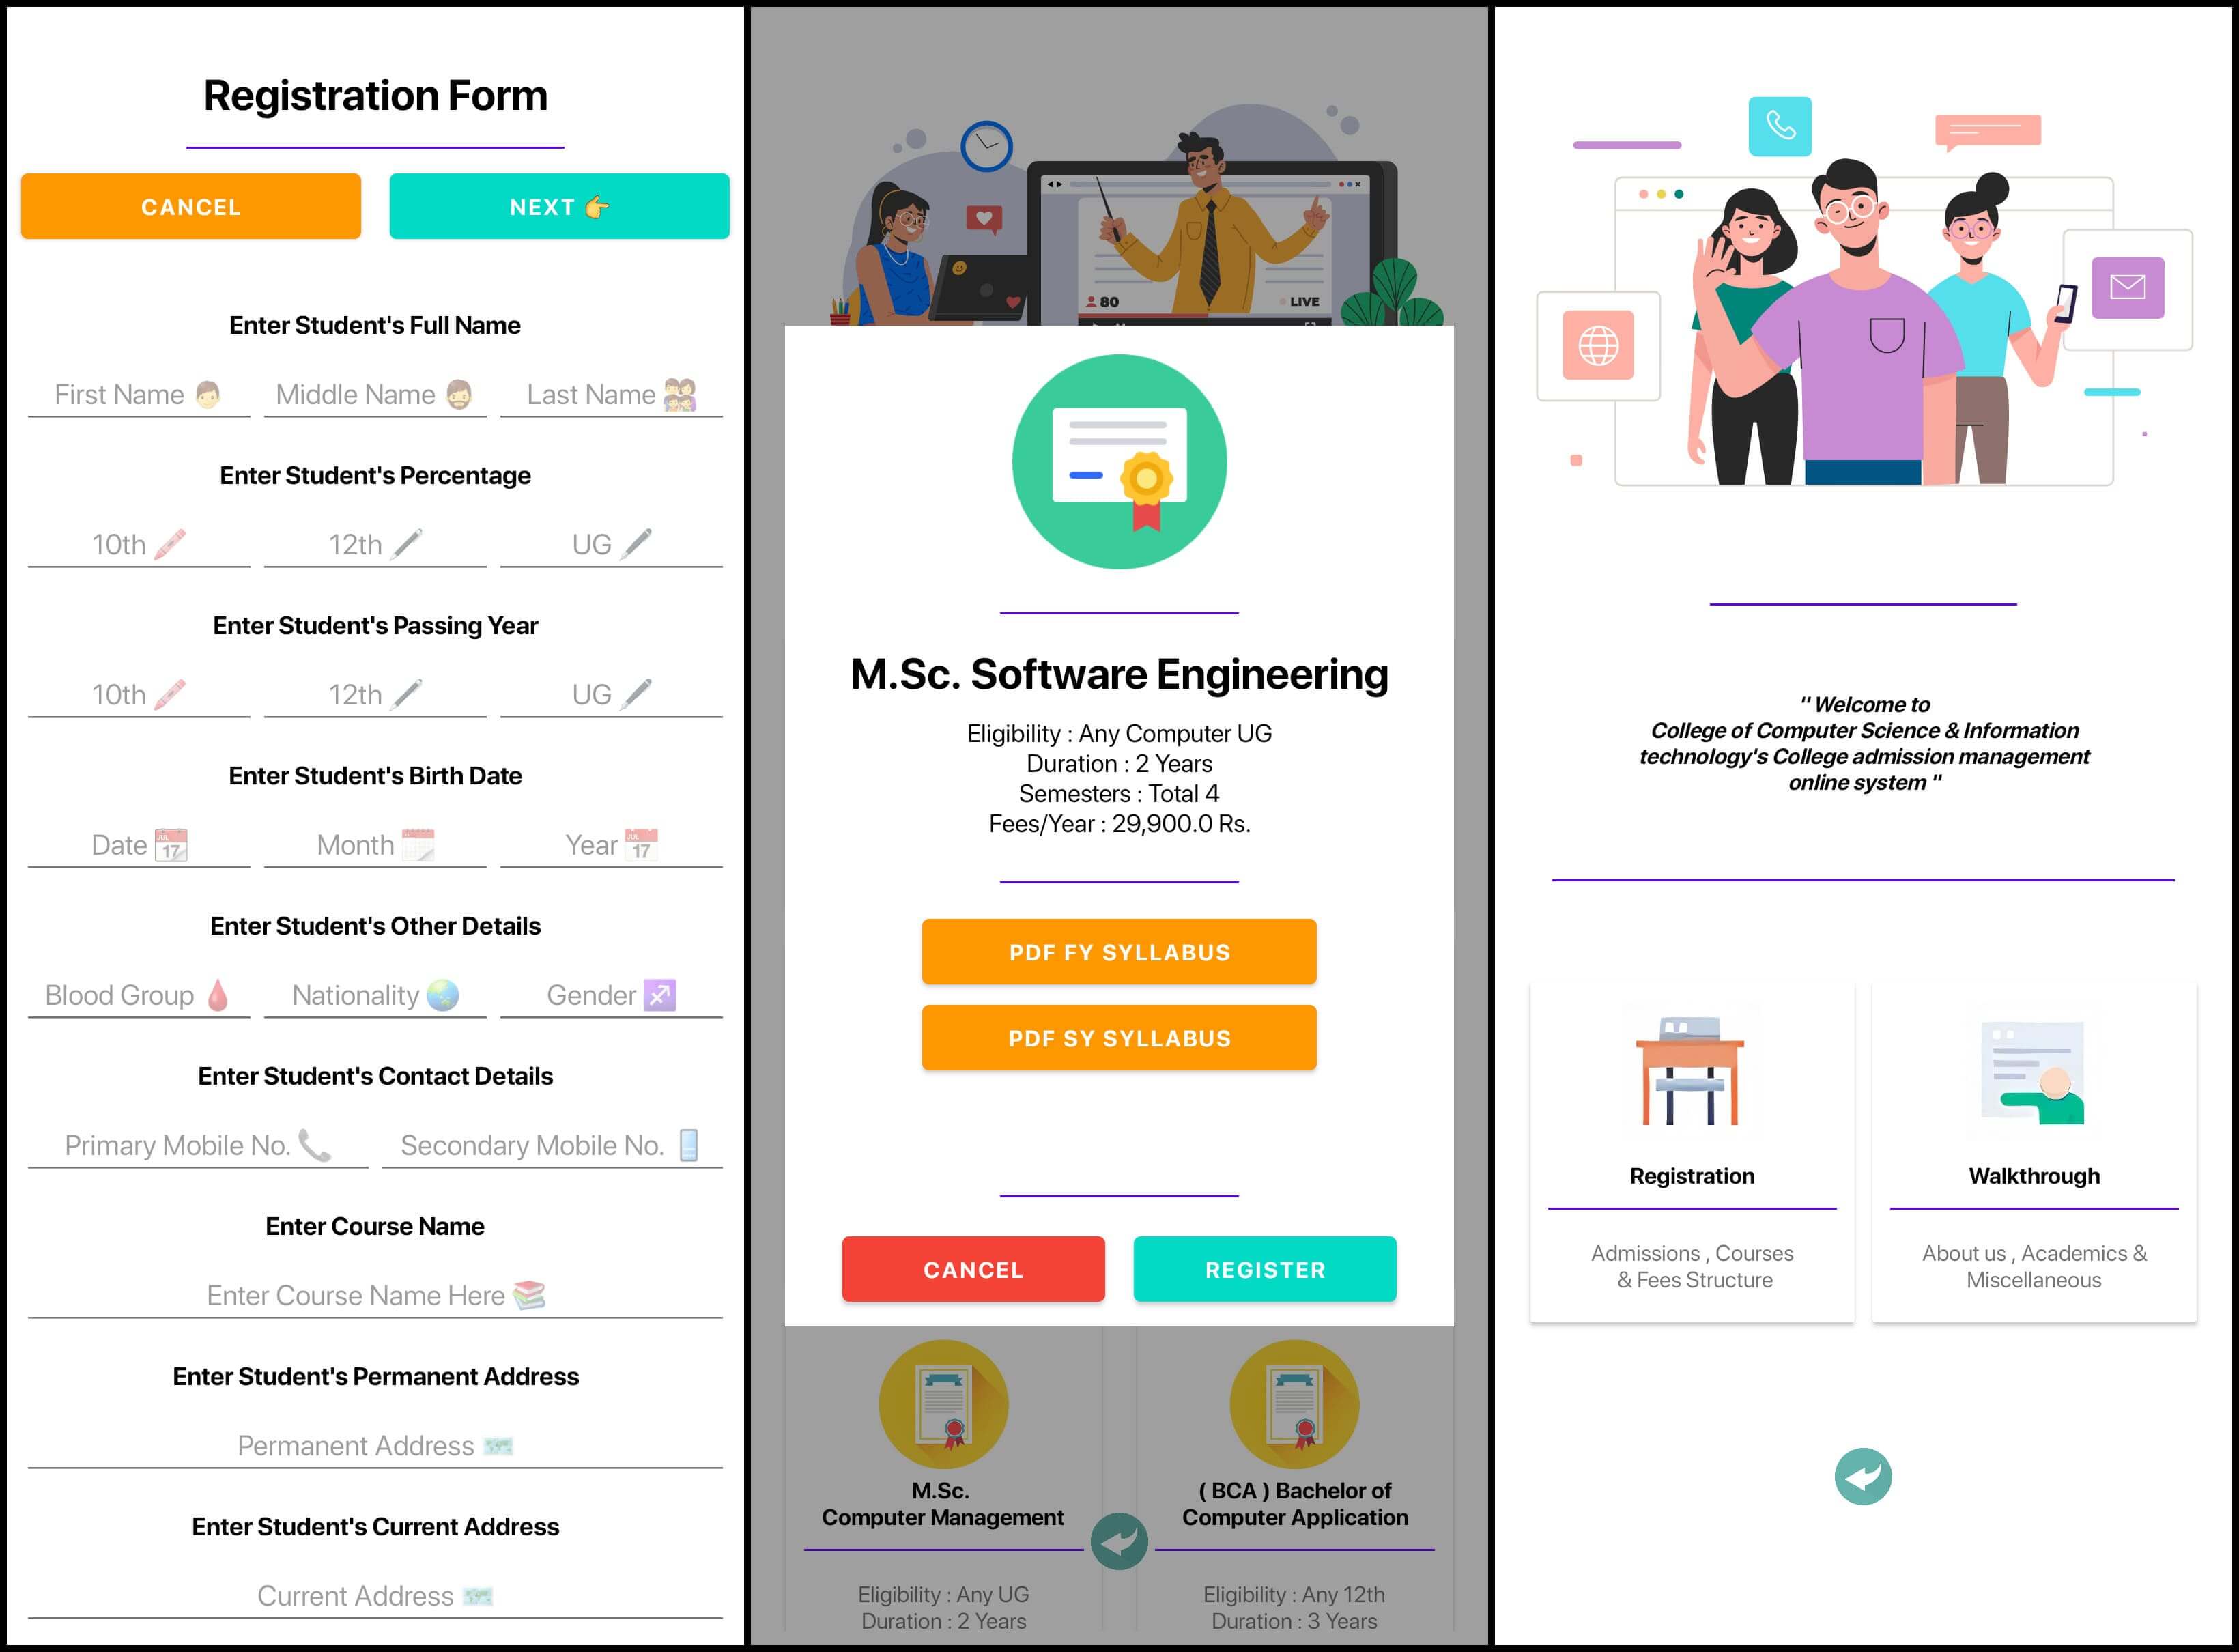 Registration Form
CANCEL
NEXT 👉
Enter Student's Full Name
First Name
Middle Name
Last Name
Enter Student's Percentage
10th
12th
UG
Enter Student's Passing Year
10th
12th
UG
Enter Student's Birth Date
Date
Month
Year
Enter Student's Other Details
Blood Group
Nationality
Gender
Enter Student's Contact Details
Primary Mobile No.
Secondary Mobile No.
Enter Course Name
Enter Course Name Here
Enter Student's Permanent Address
Permanent Address
Enter Student's Current Address
Current Address
80
LIVE
M.Sc. Software Engineering
Eligibility : Any Computer UG
Duration : 2 Years
Semesters : Total 4
Fees/Year : 29,900.0 Rs.
PDF FY SYLLABUS
PDF SY SYLLABUS
CANCEL
REGISTER
M.Sc.
Computer Management
Eligibility : Any UG
Duration : 2 Years
( BCA ) Bachelor of
Computer Application
Eligibility : Any 12th
Duration : 3 Years
" Welcome to
College of Computer Science & Information
technology's College admission management
online system "
Registration
Admissions , Courses
& Fees Structure
Walkthrough
About us , Academics &
Miscellaneous